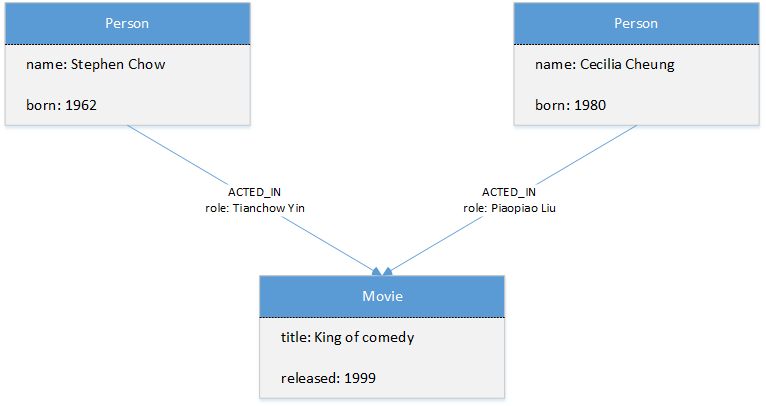 Person
name: Stephen Chow
born: 1962
Person
name: Cecilia Cheung
born: 1980
ACTED_IN
role: Tianchow Yin
ACTED_IN
role: Piaopiao Liu
Movie
title: King of comedy
released: 1999